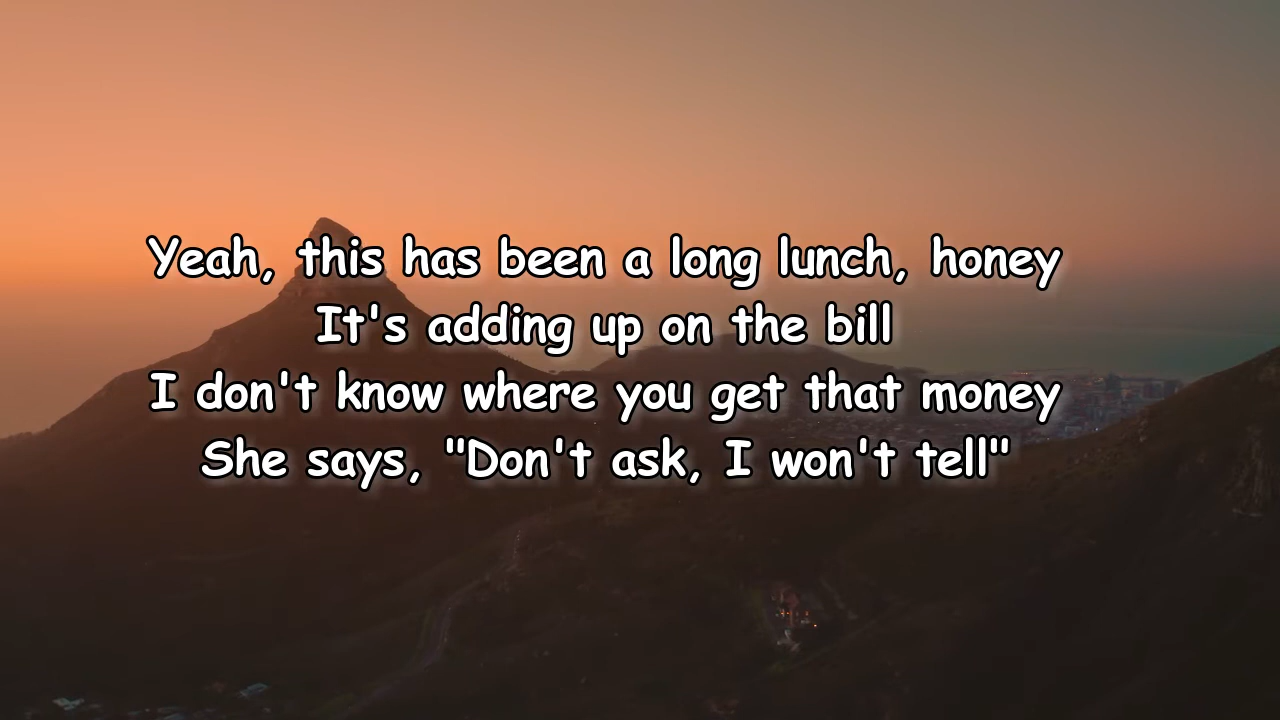 Yeah, this has been a long lunch, honey
It's adding up on the bill
I don't know where you get that money
She says, "Don't ask, I won't tell"